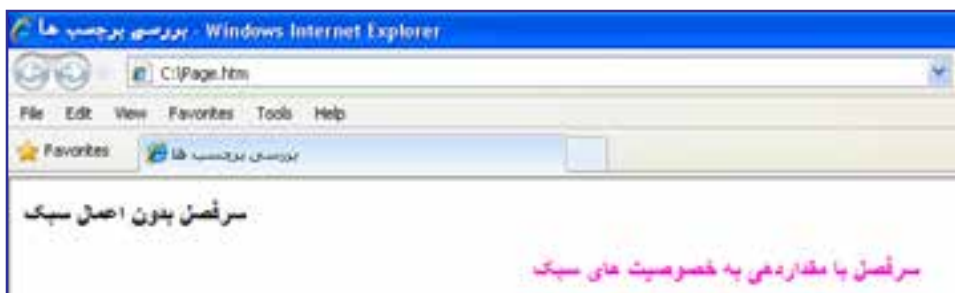 بررسی برچسب ها - Windows Internet Explorer
C:\Page.htm
File Edit View Favorites Tools Help
Favorites بررسی برچسب ها
سرفصل بدون اعمال سبک
سرفصل با مقداردهی به خصوصیت های سبک